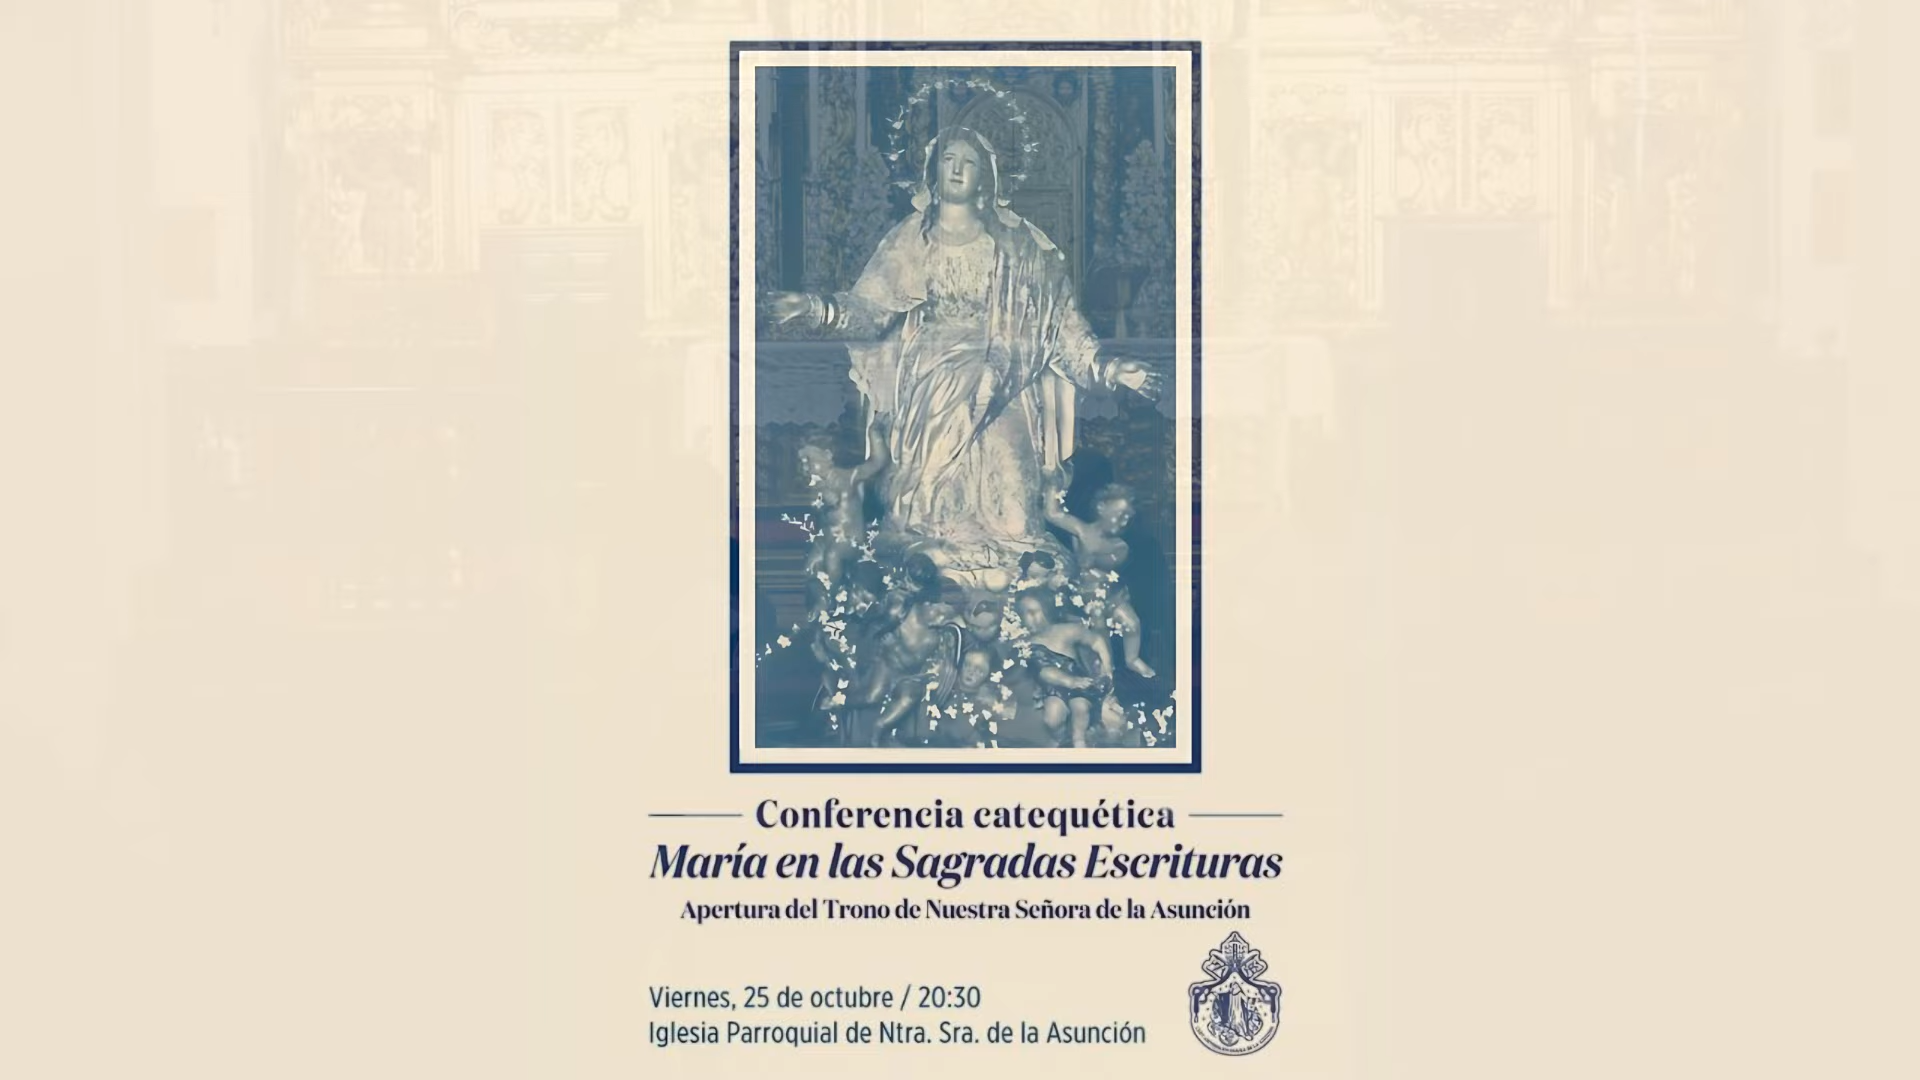 Conferencia catequética
María en las Sagradas Escrituras
Apertura del Trono de Nuestra Señora de la Asunción
Viernes, 25 de octubre / 20:30
Iglesia Parroquial de Ntra. Sra. de la Asunción